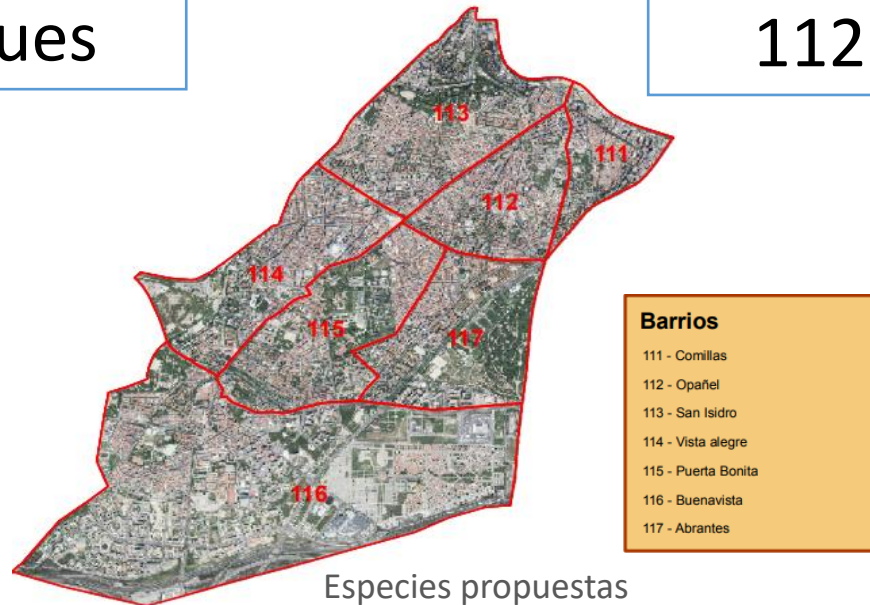 ues
112
113
111
112
114
115
117
116
Barrios
111 - Comillas
112 - Opañel
113 - San Isidro
114 - Vista alegre
115 - Puerta Bonita
116 - Buenavista
117 - Abrantes
Especies propuestas